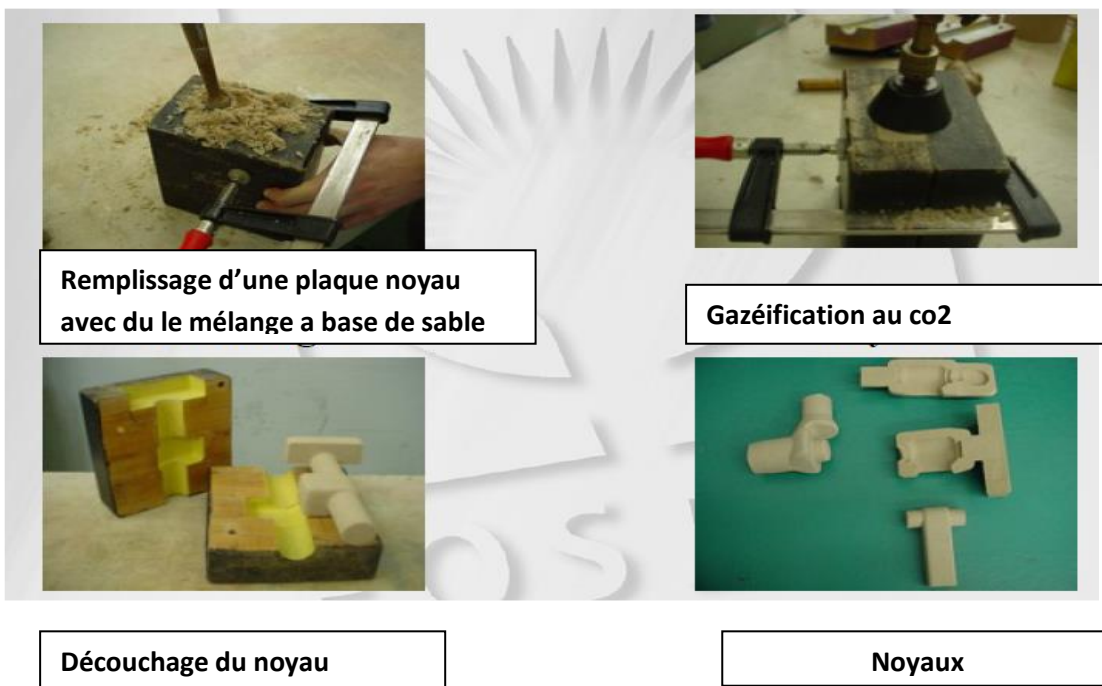 Remplissage d'une plaque noyau
avec du le mélange a base de sable
Gazéification au co2
Découchage du noyau
Noyaux